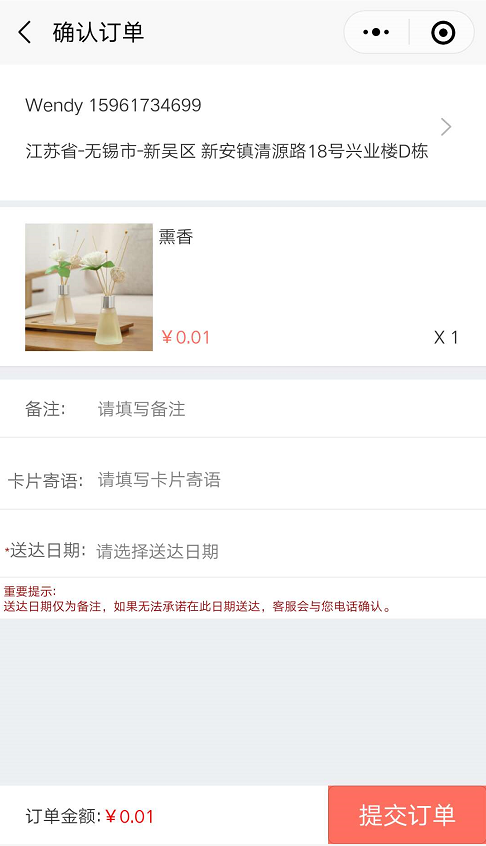 确认订单
Wendy 15961734699
江苏省-无锡市-新吴区 新安镇清源路18号兴业楼D栋
熏香
￥0.01
X 1
备注: 请填写备注
卡片寄语: 请填写卡片寄语
*送达日期: 请选择送达日期
重要提示:
送达日期仅为备注，如果无法承诺在此日期送达，客服会与您电话确认。
订单金额:￥0.01
提交订单